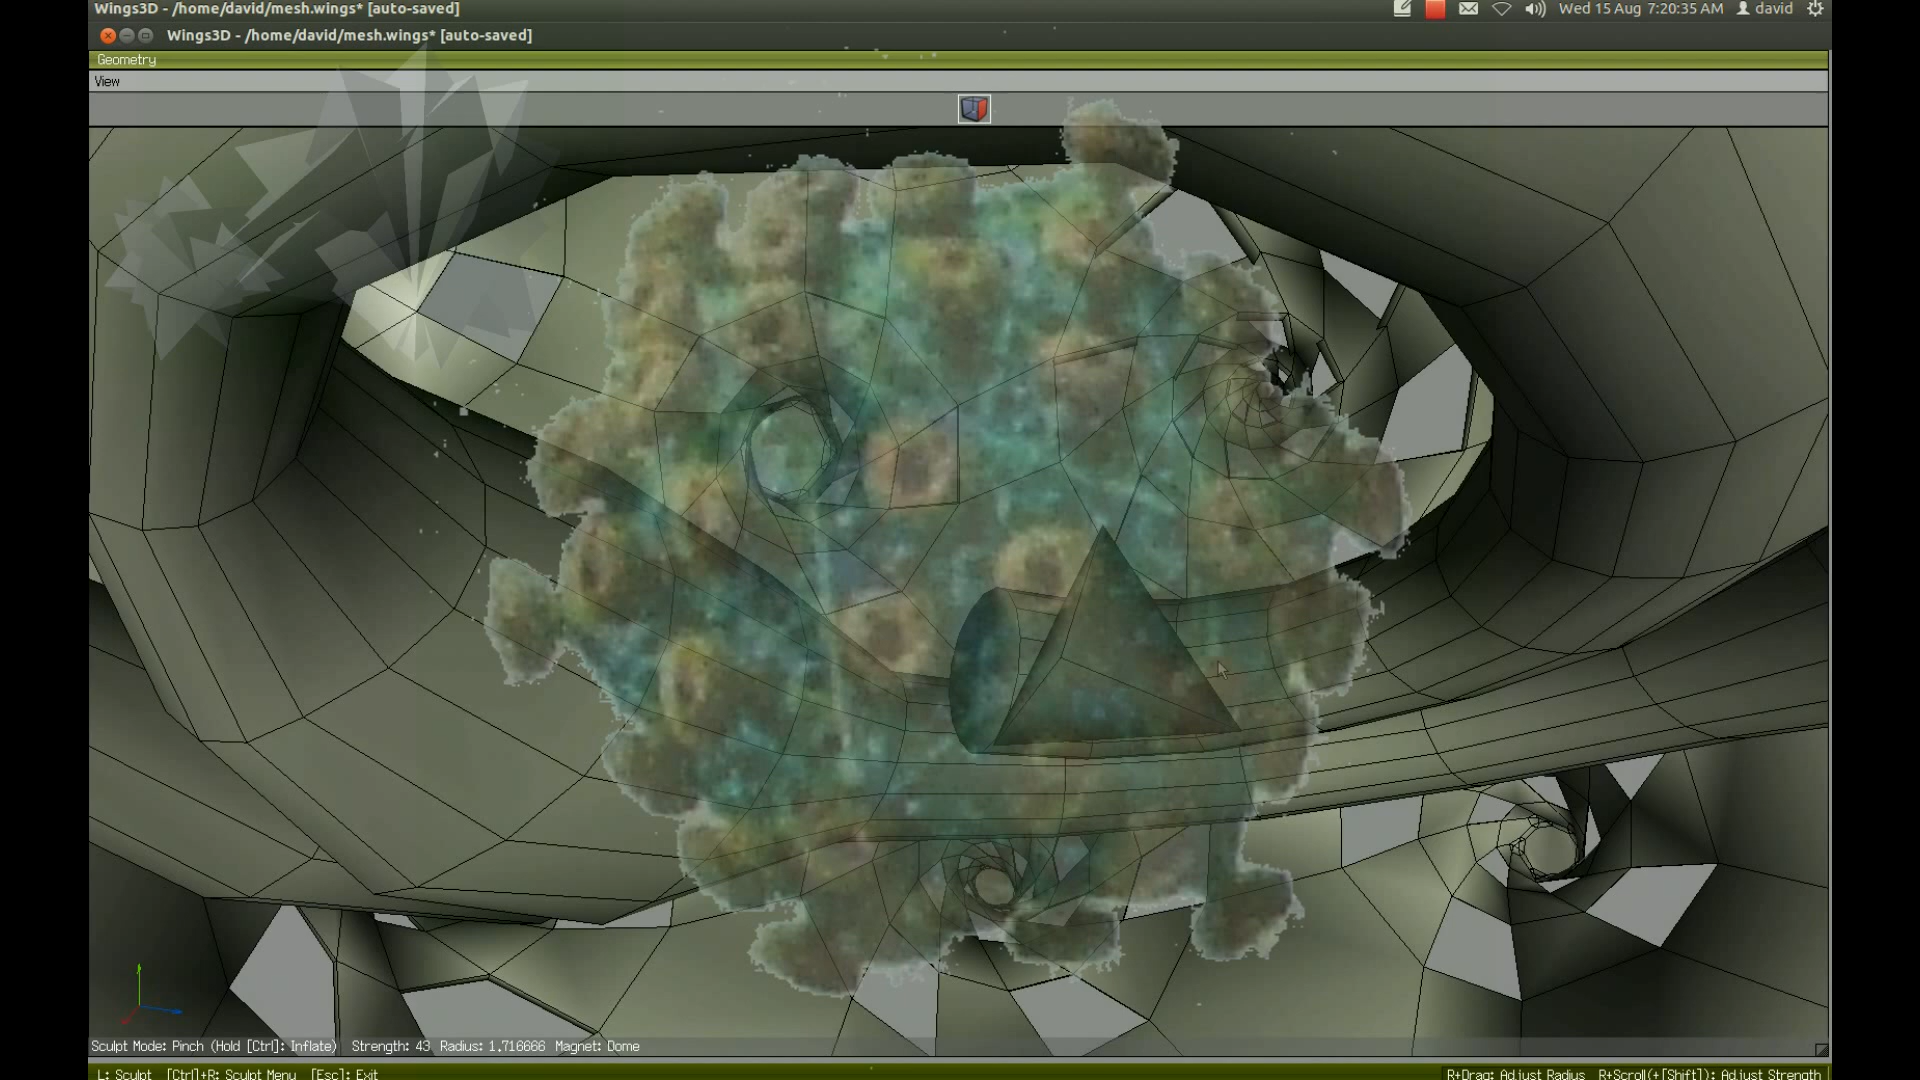 Wings3D - /home/david/mesh.wings* [auto-saved]
Wed 15 Aug 7:20:35 AM david
Wings3D - /home/david/mesh.wings* [auto-saved]
Geometry
View
Sculpt Mode: Pinch (Hold [Ctrl]: Inflate) Strength: 43 Radius: 1.716666 Magnet: Dome
L: Sculpt [Ctrl]+R: Sculpt Menu [Esc]: Exit
R+Drag: Adjust Radius R+Scroll(+[Shift]): Adjust Strength